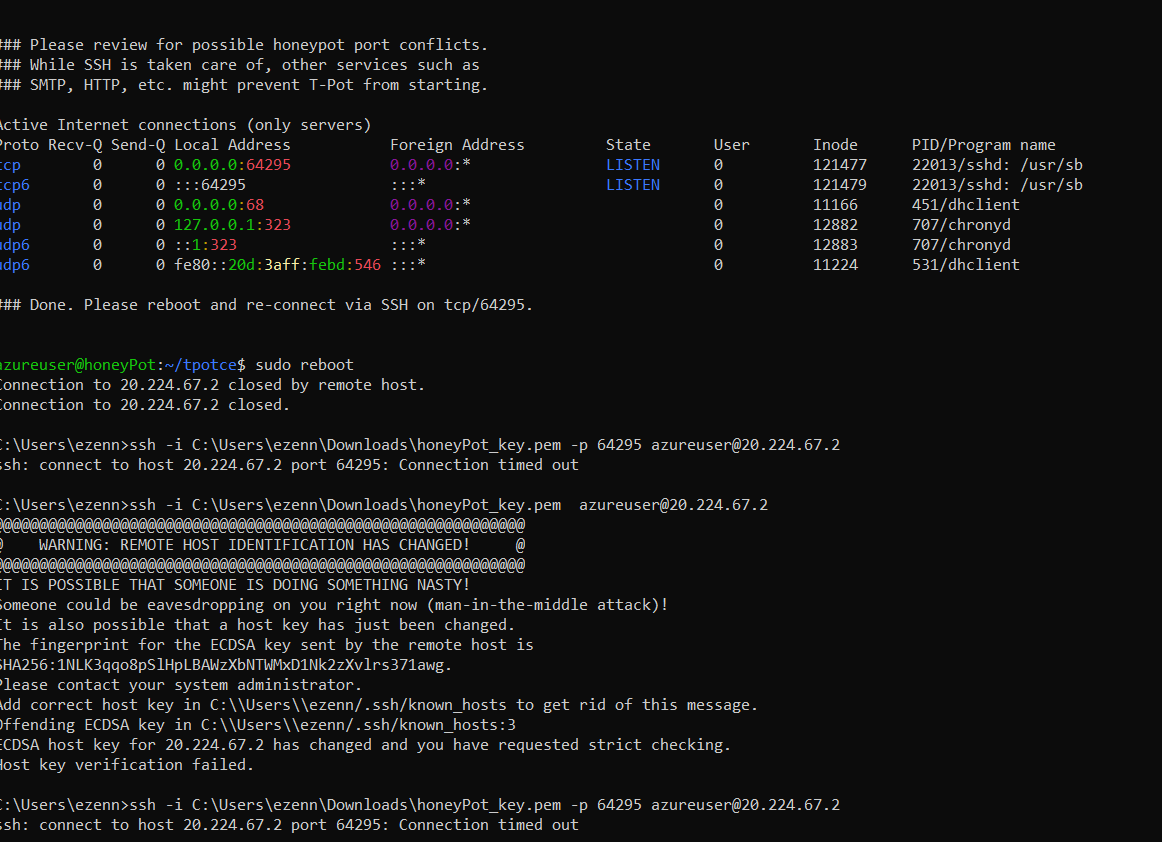 ### Please review for possible honeypot port conflicts.
### While SSH is taken care of, other services such as
### SMTP, HTTP, etc. might prevent T-Pot from starting.
Active Internet connections (only servers)
Proto Recv-Q Send-Q Local Address           Foreign Address         State       User       Inode      PID/Program name
tcp        0      0 0.0.0.0:64295           0.0.0.0:*               LISTEN      0          121477     22013/sshd: /usr/sb
tcp6       0      0 :::64295                :::*                    LISTEN      0          121479     22013/sshd: /usr/sb
udp        0      0 0.0.0.0:68              0.0.0.0:*                           0          11166      451/dhclient
udp        0      0 127.0.0.1:323           0.0.0.0:*                           0          12882      707/chronyd
udp6       0      0 ::1:323                 :::*                                0          12883      707/chronyd
udp6       0      0 fe80::20d:3aff:febd:546 :::*                                0          11224      531/dhclient
### Done. Please reboot and re-connect via SSH on tcp/64295.
azureuser@honeyPot:~/tpotce$ sudo reboot
Connection to 20.224.67.2 closed by remote host.
Connection to 20.224.67.2 closed.
C:\Users\ezenn>ssh -i C:\Users\ezenn\Downloads\honeyPot_key.pem -p 64295 azureuser@20.224.67.2
ssh: connect to host 20.224.67.2 port 64295: Connection timed out
C:\Users\ezenn>ssh -i C:\Users\ezenn\Downloads\honeyPot_key.pem  azureuser@20.224.67.2
@@@@@@@@@@@@@@@@@@@@@@@@@@@@@@@@@@@@@@@@@@@@@@@@@@@@@@@@@@@
@    WARNING: REMOTE HOST IDENTIFICATION HAS CHANGED!     @
@@@@@@@@@@@@@@@@@@@@@@@@@@@@@@@@@@@@@@@@@@@@@@@@@@@@@@@@@@@
IT IS POSSIBLE THAT SOMEONE IS DOING SOMETHING NASTY!
Someone could be eavesdropping on you right now (man-in-the-middle attack)!
It is also possible that a host key has just been changed.
The fingerprint for the ECDSA key sent by the remote host is
SHA256:1NLK3qqo8pSlHpLBAWzXbNTWMxD1Nk2zXvlrs371awg.
Please contact your system administrator.
Add correct host key in C:\\Users\\ezenn/.ssh/known_hosts to get rid of this message.
Offending ECDSA key in C:\\Users\\ezenn/.ssh/known_hosts:3
ECDSA host key for 20.224.67.2 has changed and you have requested strict checking.
Host key verification failed.
C:\Users\ezenn>ssh -i C:\Users\ezenn\Downloads\honeyPot_key.pem -p 64295 azureuser@20.224.67.2
ssh: connect to host 20.224.67.2 port 64295: Connection timed out